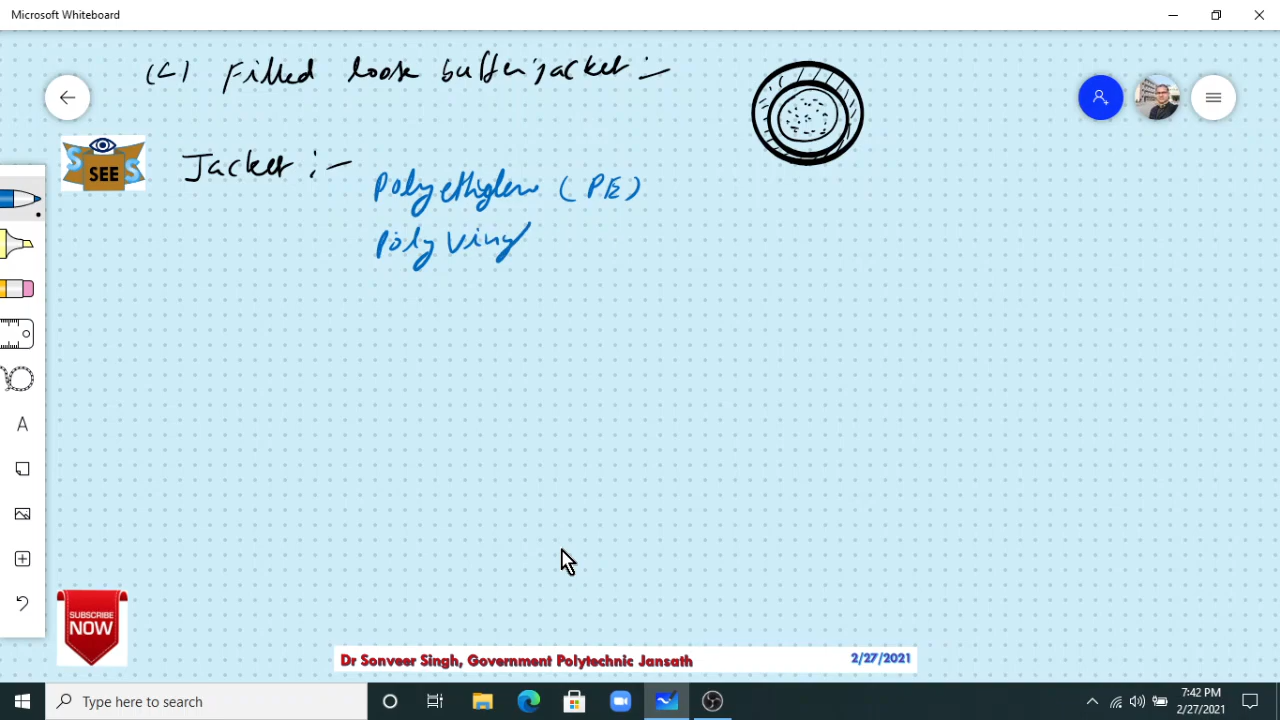 Microsoft Whiteboard
(C) Filled loose buffer jacket :-
S SEE S
Jacket :-
Polyethylene (PE)
Poly Vinyl
A
SUBSCRIBE
NOW
Dr Sonveer Singh, Government Polytechnic Jansath
2/27/2021
Type here to search
7:42 PM
2/27/2021